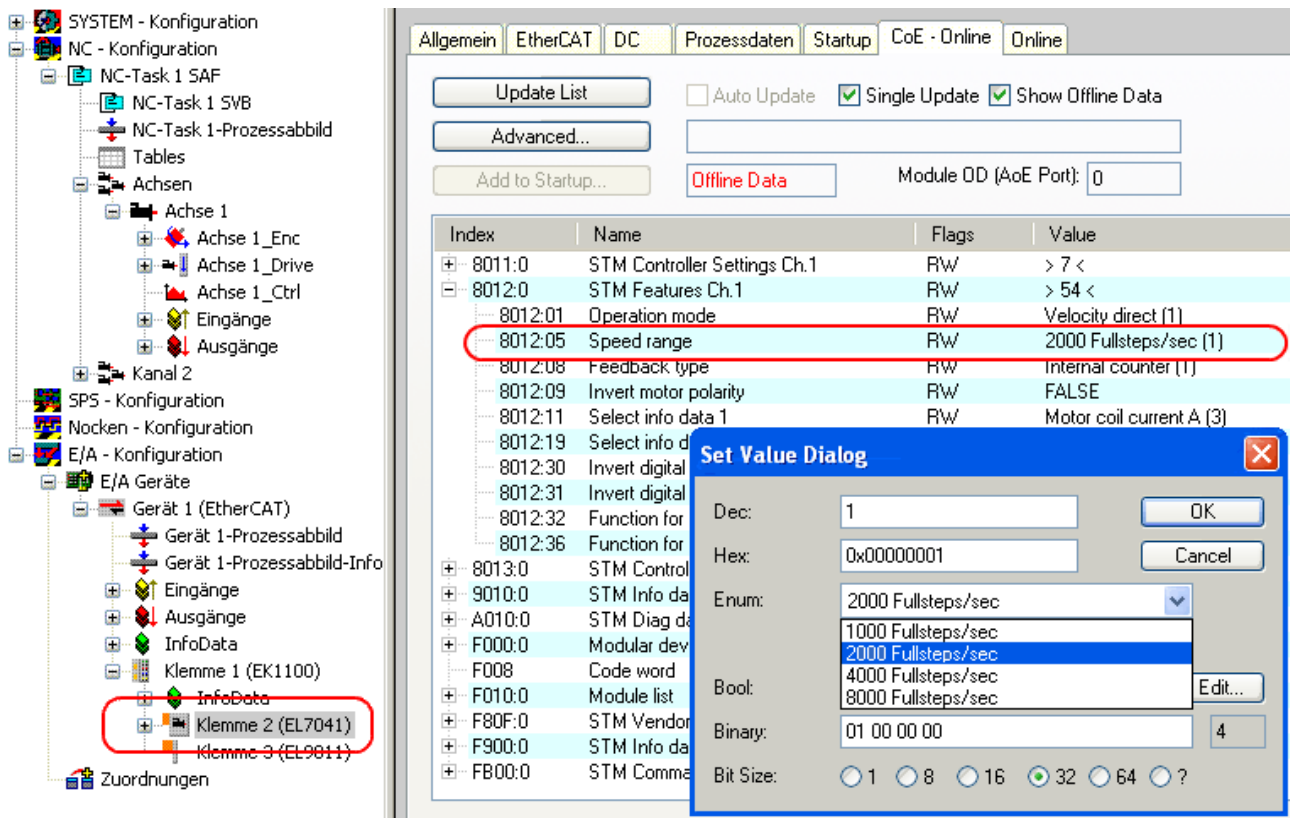 SYSTEM - Konfiguration
NC - Konfiguration
NC-Task 1 SAF
NC-Task 1 SVB
NC-Task 1-Prozessabbild
Tables
Achsen
Achse 1
Achse 1_Enc
Achse 1_Drive
Achse 1_Ctrl
Eingänge
Ausgänge
Kanal 2
SPS - Konfiguration
Nocken - Konfiguration
E/A - Konfiguration
E/A Geräte
Gerät 1 (EtherCAT)
Gerät 1-Prozessabbild
Gerät 1-Prozessabbild-Info
Eingänge
Ausgänge
InfoData
Klemme 1 (EK1100)
InfoData
Klemme 2 (EL7041)
Klemme 3 (EL9011)
Zuordnungen
Allgemein EtherCAT DC Prozessdaten Startup CoE - Online Online
Update List Auto Update Single Update Show Offline Data
Advanced...
Add to Startup... Offline Data Module OD (AoE Port): 0
Index Name Flags Value
8011:0 STM Controller Settings Ch.1 RW > 7 <
8012:0 STM Features Ch.1 RW > 54 <
8012:01 Operation mode RW Velocity direct (1)
8012:05 Speed range RW 2000 Fullsteps/sec (1)
8012:08 Feedback type RW Internal counter (1)
8012:09 Invert motor polarity RW FALSE
8012:11 Select info data 1 RW Motor coil current A (3)
8012:19 Select info d
8012:30 Invert digital
8012:31 Invert digital
8012:32 Function for
8012:36 Function for
8013:0 STM Control
9010:0 STM Info da
A010:0 STM Diag da
F000:0 Modular dev
F008 Code word
F010:0 Module list
F80F:0 STM Vendor
F900:0 STM Info da
FB00:0 STM Comma
Set Value Dialog
Dec: 1 OK
Hex: 0x00000001 Cancel
Enum: 2000 Fullsteps/sec
1000 Fullsteps/sec
2000 Fullsteps/sec
4000 Fullsteps/sec
8000 Fullsteps/sec
Bool: Edit...
Binary: 01 00 00 00 4
Bit Size: 1 8 16 32 64 ?